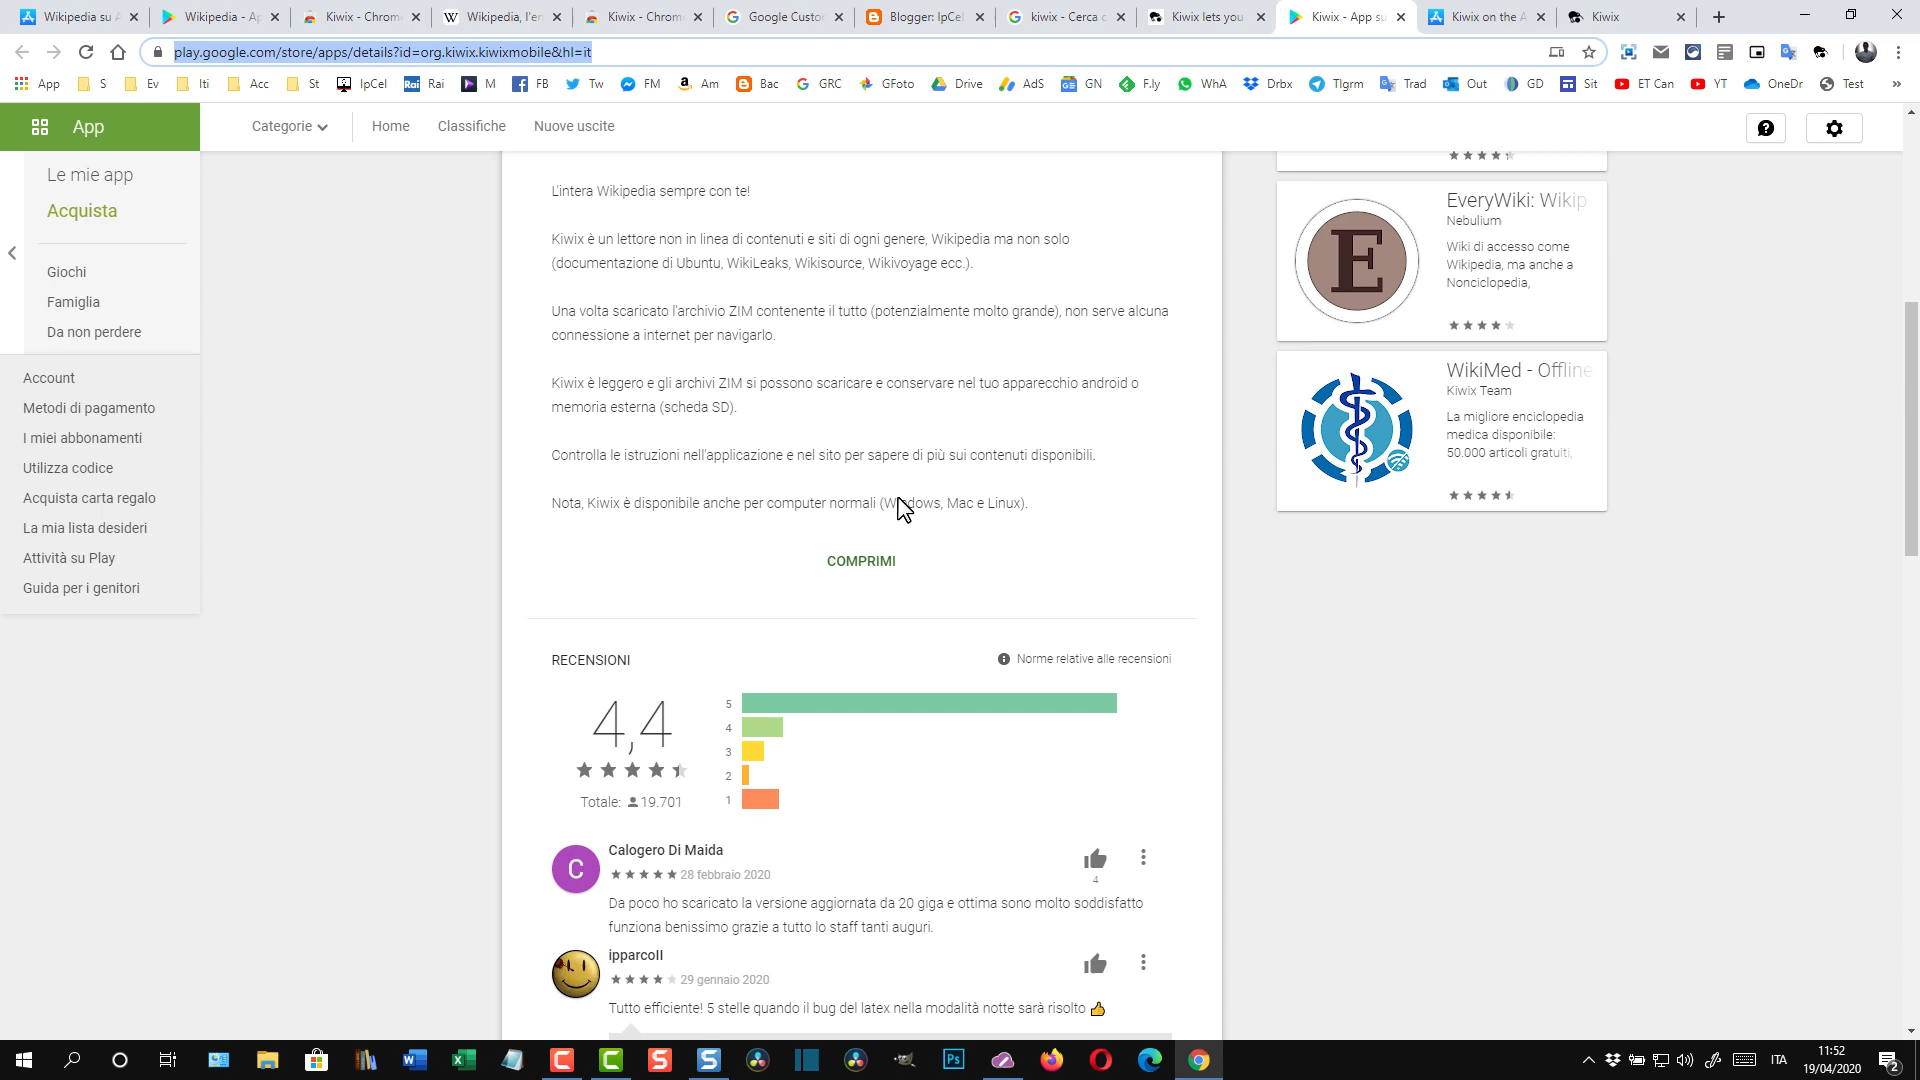 Wikipedia su A
Wikipedia - Ap
Kiwix - Chrom
Wikipedia, l'en
Kiwix - Chrom
Google Custo
Blogger: IpCel
kiwix - Cerca c
Kiwix lets you
Kiwix - App su
Kiwix on the A
Kiwix
play.google.com/store/apps/details?id=org.kiwix.kiwixmobile&hl=it
App S Ev Iti Acc St IpCel Rai Rai M FB Tw FM Am Bac GRC GFoto Drive AdS GN F.ly WhA Drbx Tlgrm Trad Out GD Sit ET Can YT OneDr Test »
App
Categorie
Home
Classifiche
Nuove uscite
Le mie app
Acquista
Giochi
Famiglia
Da non perdere
Account
Metodi di pagamento
I miei abbonamenti
Utilizza codice
Acquista carta regalo
La mia lista desideri
Attività su Play
Guida per i genitori
L'intera Wikipedia sempre con te!
Kiwix è un lettore non in linea di contenuti e siti di ogni genere, Wikipedia ma non solo
(documentazione di Ubuntu, WikiLeaks, Wikisource, Wikivoyage ecc.).
Una volta scaricato l'archivio ZIM contenente il tutto (potenzialmente molto grande), non serve alcuna
connessione a internet per navigarlo.
Kiwix è leggero e gli archivi ZIM si possono scaricare e conservare nel tuo apparecchio android o
memoria esterna (scheda SD).
Controlla le istruzioni nell'applicazione e nel sito per sapere di più sui contenuti disponibili.
Nota, Kiwix è disponibile anche per computer normali (Windows, Mac e Linux).
COMPRIMI
RECENSIONI
Norme relative alle recensioni
4,4
Totale: 19.701
5
4
3
2
1
C
Calogero Di Maida
28 febbraio 2020
4
Da poco ho scaricato la versione aggiornata da 20 giga e ottima sono molto soddisfatto
funziona benissimo grazie a tutto lo staff tanti auguri.
ipparcoII
29 gennaio 2020
Tutto efficiente! 5 stelle quando il bug del latex nella modalità notte sarà risolto 👍
E
EveryWiki: Wikip
Nebulium
Wiki di accesso come
Wikipedia, ma anche a
Nonciclopedia,
WikiMed - Offline
Kiwix Team
La migliore enciclopedia
medica disponibile:
50.000 articoli gratuiti,
ITA
11:52
19/04/2020
2